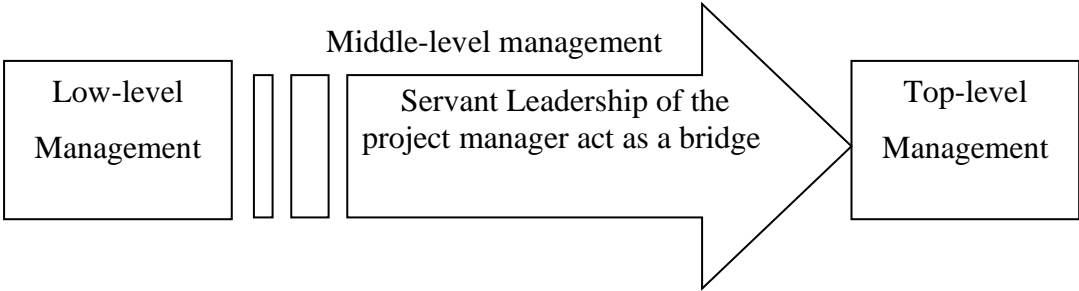 Middle-level management
Low-level
Management
Servant Leadership of the
project manager act as a bridge
Top-level
Management